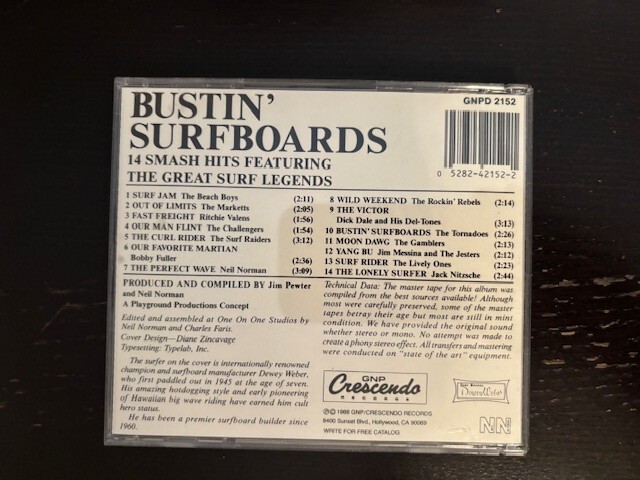 BUSTIN'
SURFBOARDS
14 SMASH HITS FEATURING
THE GREAT SURF LEGENDS
GNPD 2152
0 5282-42152-2
1 SURF JAM The Beach Boys (2:11)
2 OUT OF LIMITS The Marketts (2:05)
3 FAST FREIGHT Ritchie Valens (1:56)
4 OUR MAN FLINT The Challengers (1:54)
5 THE CURL RIDER The Surf Raiders (3:12)
6 OUR FAVORITE MARTIAN
Bobby Fuller (2:36)
7 THE PERFECT WAVE Neil Norman (3:09)
8 WILD WEEKEND The Rockin' Rebels (2:14)
9 THE VICTOR
Dick Dale and His Del-Tones (3:13)
10 BUSTIN' SURFBOARDS The Tornadoes (2:26)
11 MOON DAWG The Gamblers (2:13)
12 YANG BU Jim Messina and The Jesters (2:12)
13 SURF RIDER The Lively Ones (2:23)
14 THE LONELY SURFER Jack Nitzsche (2:44)
PRODUCED AND COMPILED BY Jim Pewter
and Neil Norman
A Playground Productions Concept
Edited and assembled at One On One Studios by
Neil Norman and Charles Faris.
Cover Design—Diane Zincavage
Typesetting: Typelab, Inc.
The surfer on the cover is internationally renowned
champion and surfboard manufacturer Dewey Weber,
who first paddled out in 1945 at the age of seven.
His amazing hotdogging style and early pioneering
of Hawaiian big wave riding have earned him cult
hero status.
He has been a premier surfboard builder since
1960.
Technical Data: The master tape for this album was
compiled from the best sources available! Although
most were carefully preserved, some of the master
tapes betray their age but most are still in mint
condition. We have provided the original sound
whether stereo or mono. No attempt was made to
create a phony stereo effect. All transfers and mastering
were conducted on "state of the art" equipment.
GNP
Crescendo
RECORDS
℗© 1988 GNP/CRESCENDO RECORDS
8400 Sunset Blvd., Hollywood, CA 90069
WRITE FOR FREE CATALOG.
Dewey Weber